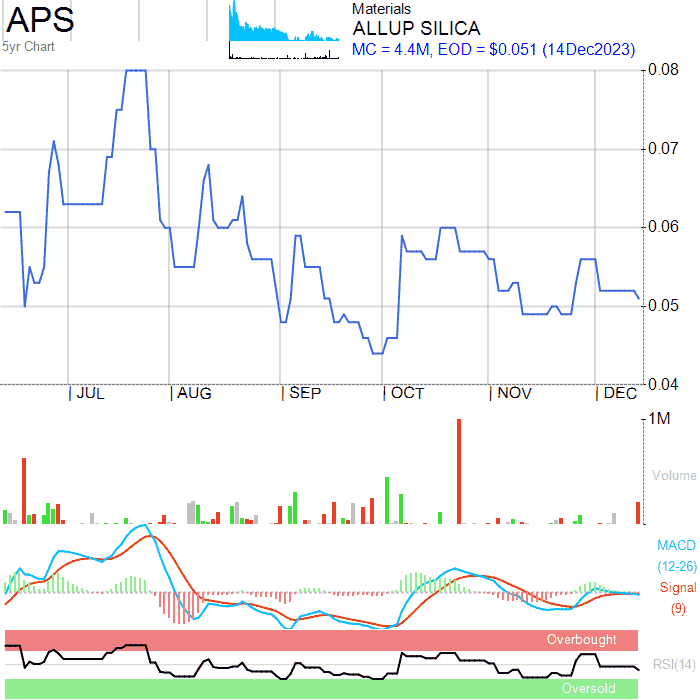 APS
5yr Chart
Materials
ALLUP SILICA
MC = 4.4M, EOD = $0.051 (14Dec2023)
0.08
0.07
0.06
0.05
0.04
JUL AUG SEP OCT NOV DEC
1M
Volume
MACD
(12-26)
Signal
(9)
Overbought
RSI(14)
Oversold